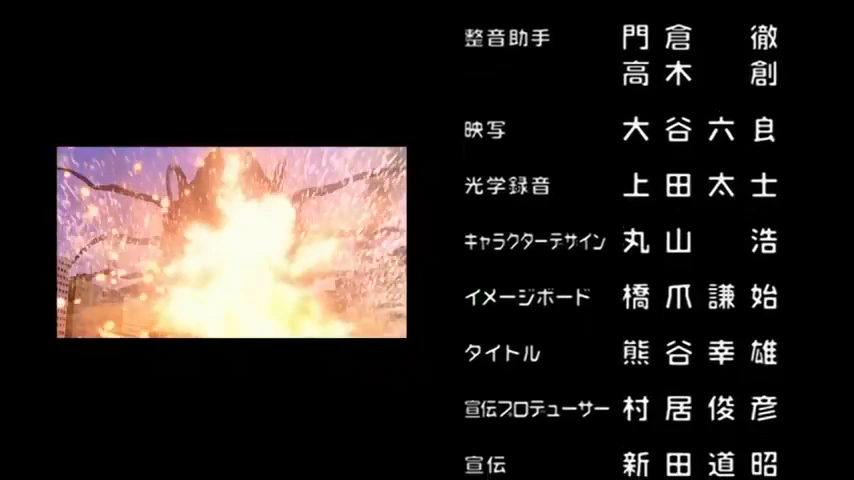 整音助手 門倉 徹
高木 創
映写 大谷六良
光学録音 上田太士
キャラクターデザイン 丸山 浩
イメージボード 橋爪謙始
タイトル 熊谷幸雄
宣伝プロデューサー 村居俊彦
宣伝 新田道昭